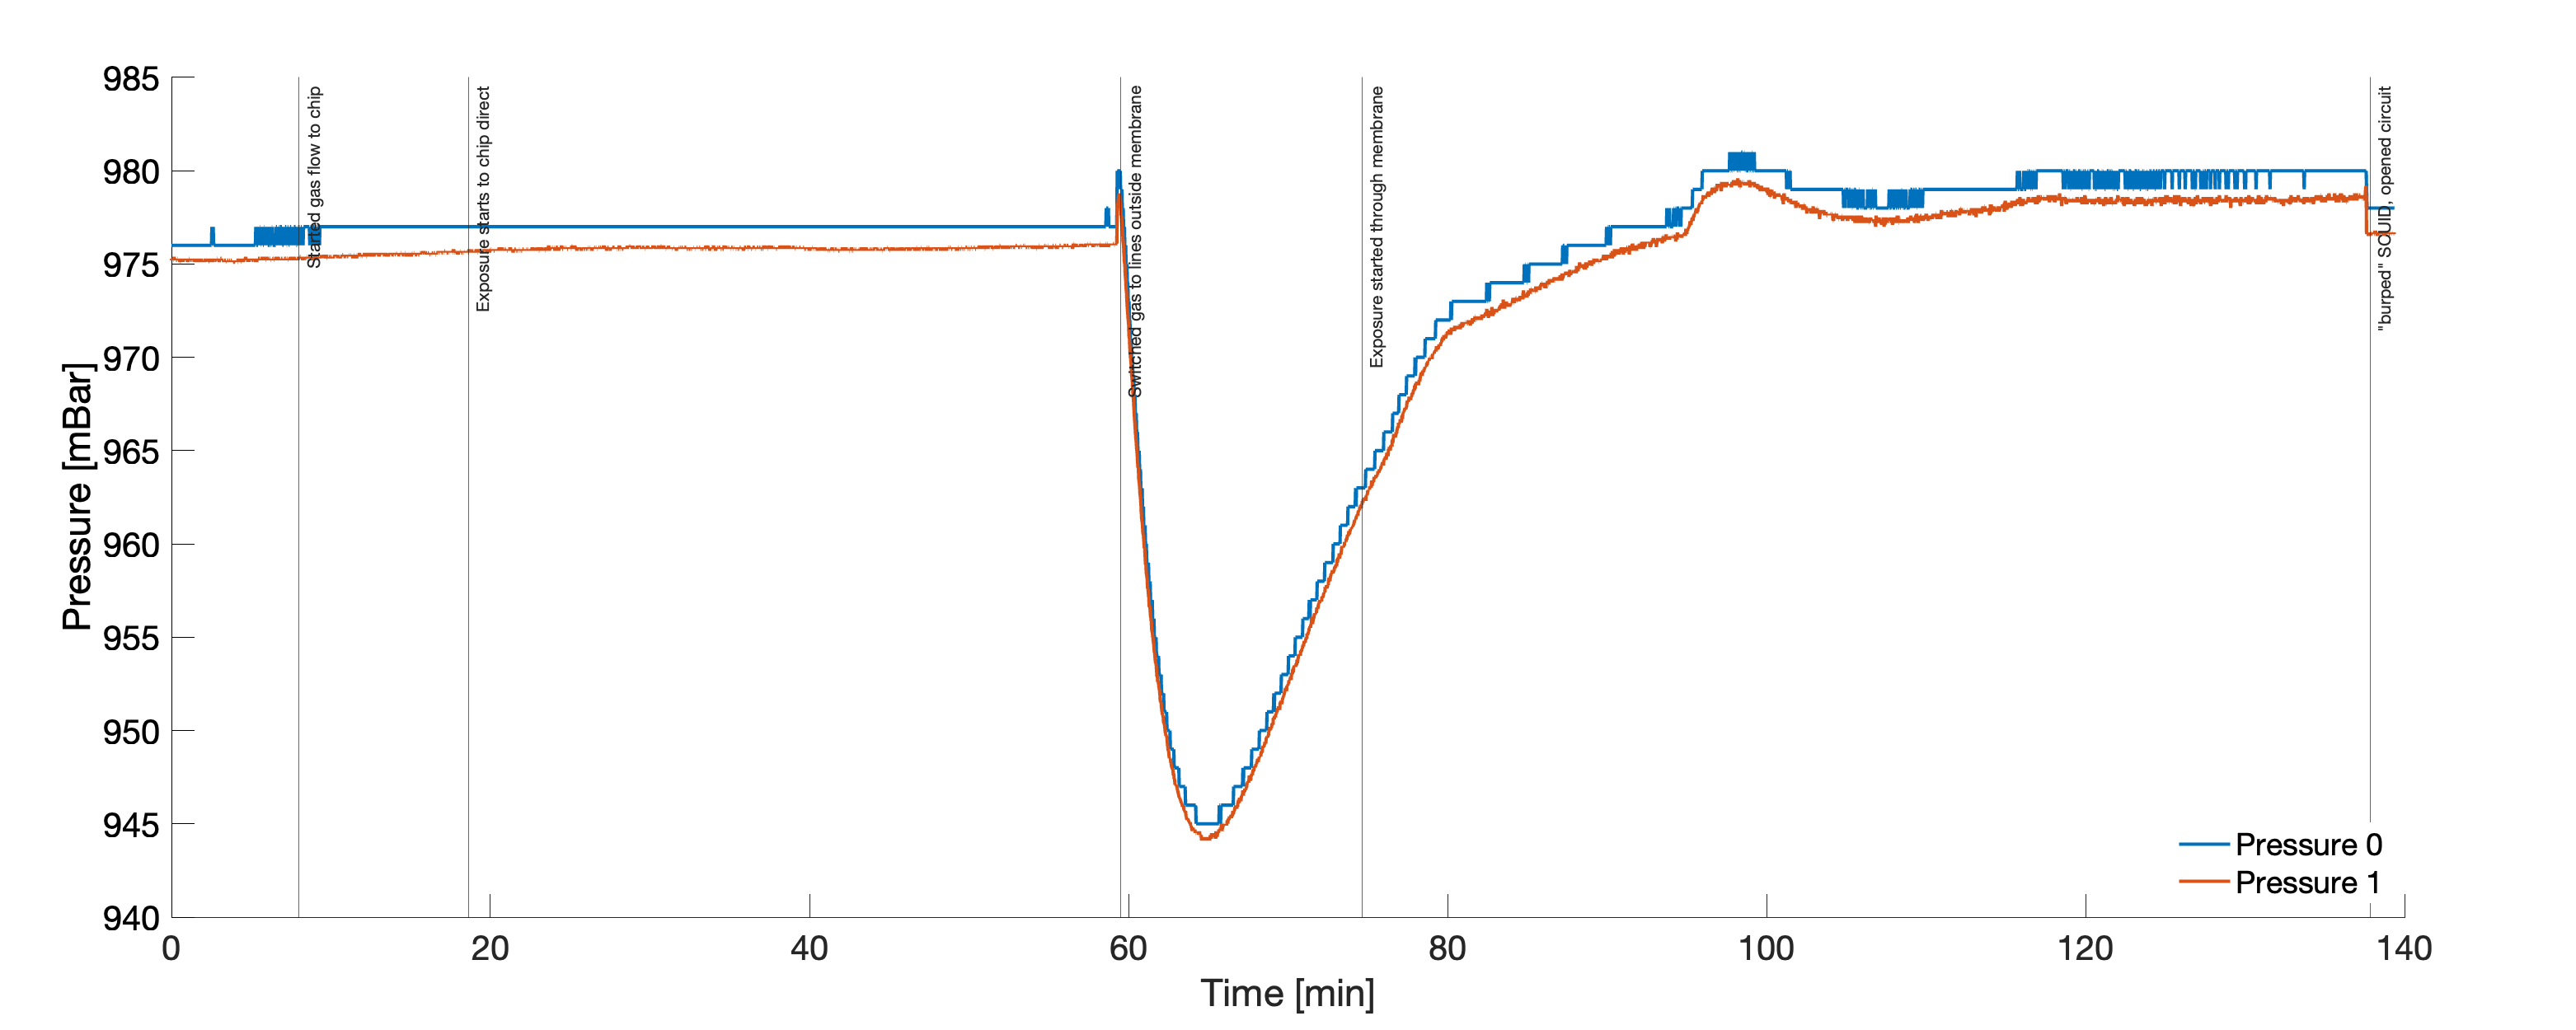 Pressure [mBar]
985
980
975
970
965
960
955
950
945
940
Started gas flow to chip
Exposure starts to chip direct
Switched gas to lines outside membrane
Exposure started through membrane
"burped" SQUID, opened circuit
Pressure 0
Pressure 1
0 20 40 60 80 100 120 140
Time [min]